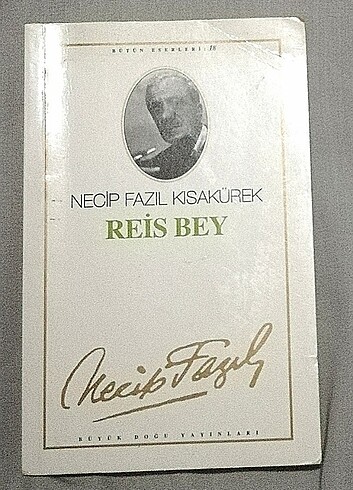 BÜTÜN ESERLERİ: 18
NECİP FAZIL KISAKÜREK
REİS BEY
Necip Fazıl
BÜYÜK DOĞU YAYINLARI